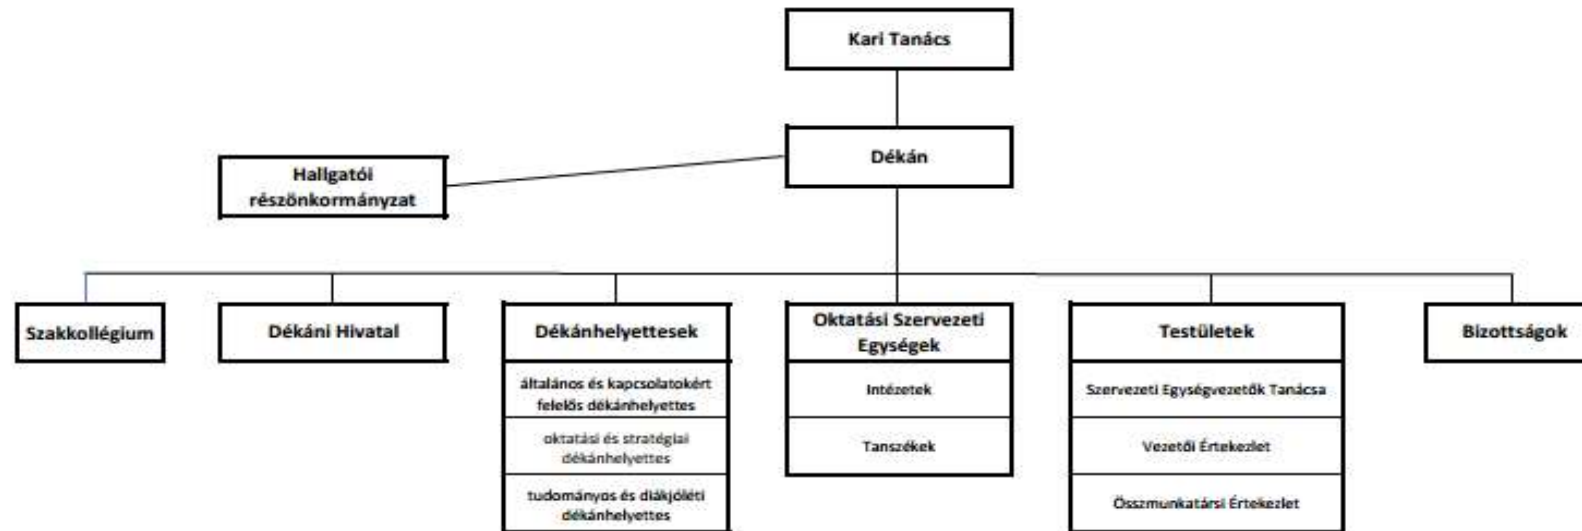 Kari Tanács
Dékán
Hallgatói
részönkormányzat
Szakkollégium
Dékáni Hivatal
Dékánhelyettesek
általános és kapcsolatokért
felelős dékánhelyettes
oktatási és stratégiai
dékánhelyettes
tudományos és diákjóléti
dékánhelyettes
Oktatási Szervezeti
Egységek
Intézetek
Tanszékek
Testületek
Szervezeti Egységvezetők Tanácsa
Vezetői Értekezlet
Összmunkatársi Értekezlet
Bizottságok